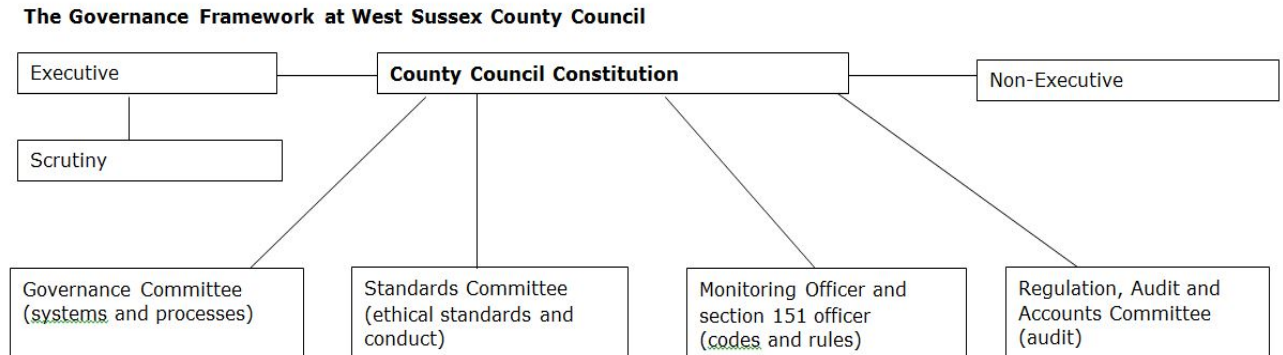 The Governance Framework at West Sussex County Council
Executive
County Council Constitution
Non-Executive
Scrutiny
Governance Committee
(systems and processes)
Standards Committee
(ethical standards and
conduct)
Monitoring Officer and
section 151 officer
(codes and rules)
Regulation, Audit and
Accounts Committee
(audit)